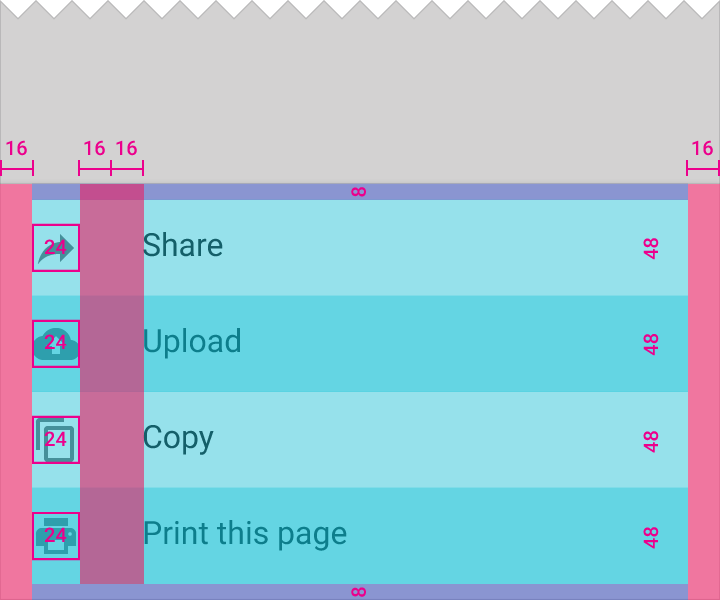 16 16 16 16
8
24 Share 48
24 Upload 48
24 Copy 48
24 Print this page 48
8